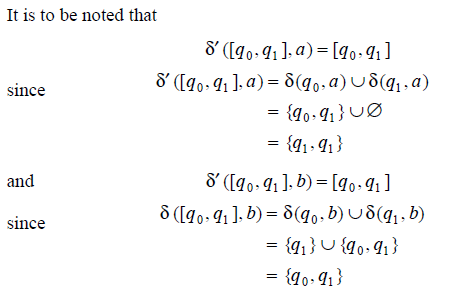 It is to be noted that
δ′([q₀, q₁], a) = [q₀, q₁]
since δ′([q₀, q₁], a) = δ(q₀, a) ∪ δ(q₁, a)
= {q₀, q₁} ∪ ∅
= {q₁, q₁}
and δ′([q₀, q₁], b) = [q₀, q₁]
since δ([q₀, q₁], b) = δ(q₀, b) ∪ δ(q₁, b)
= {q₁} ∪ {q₀, q₁}
= {q₀, q₁}